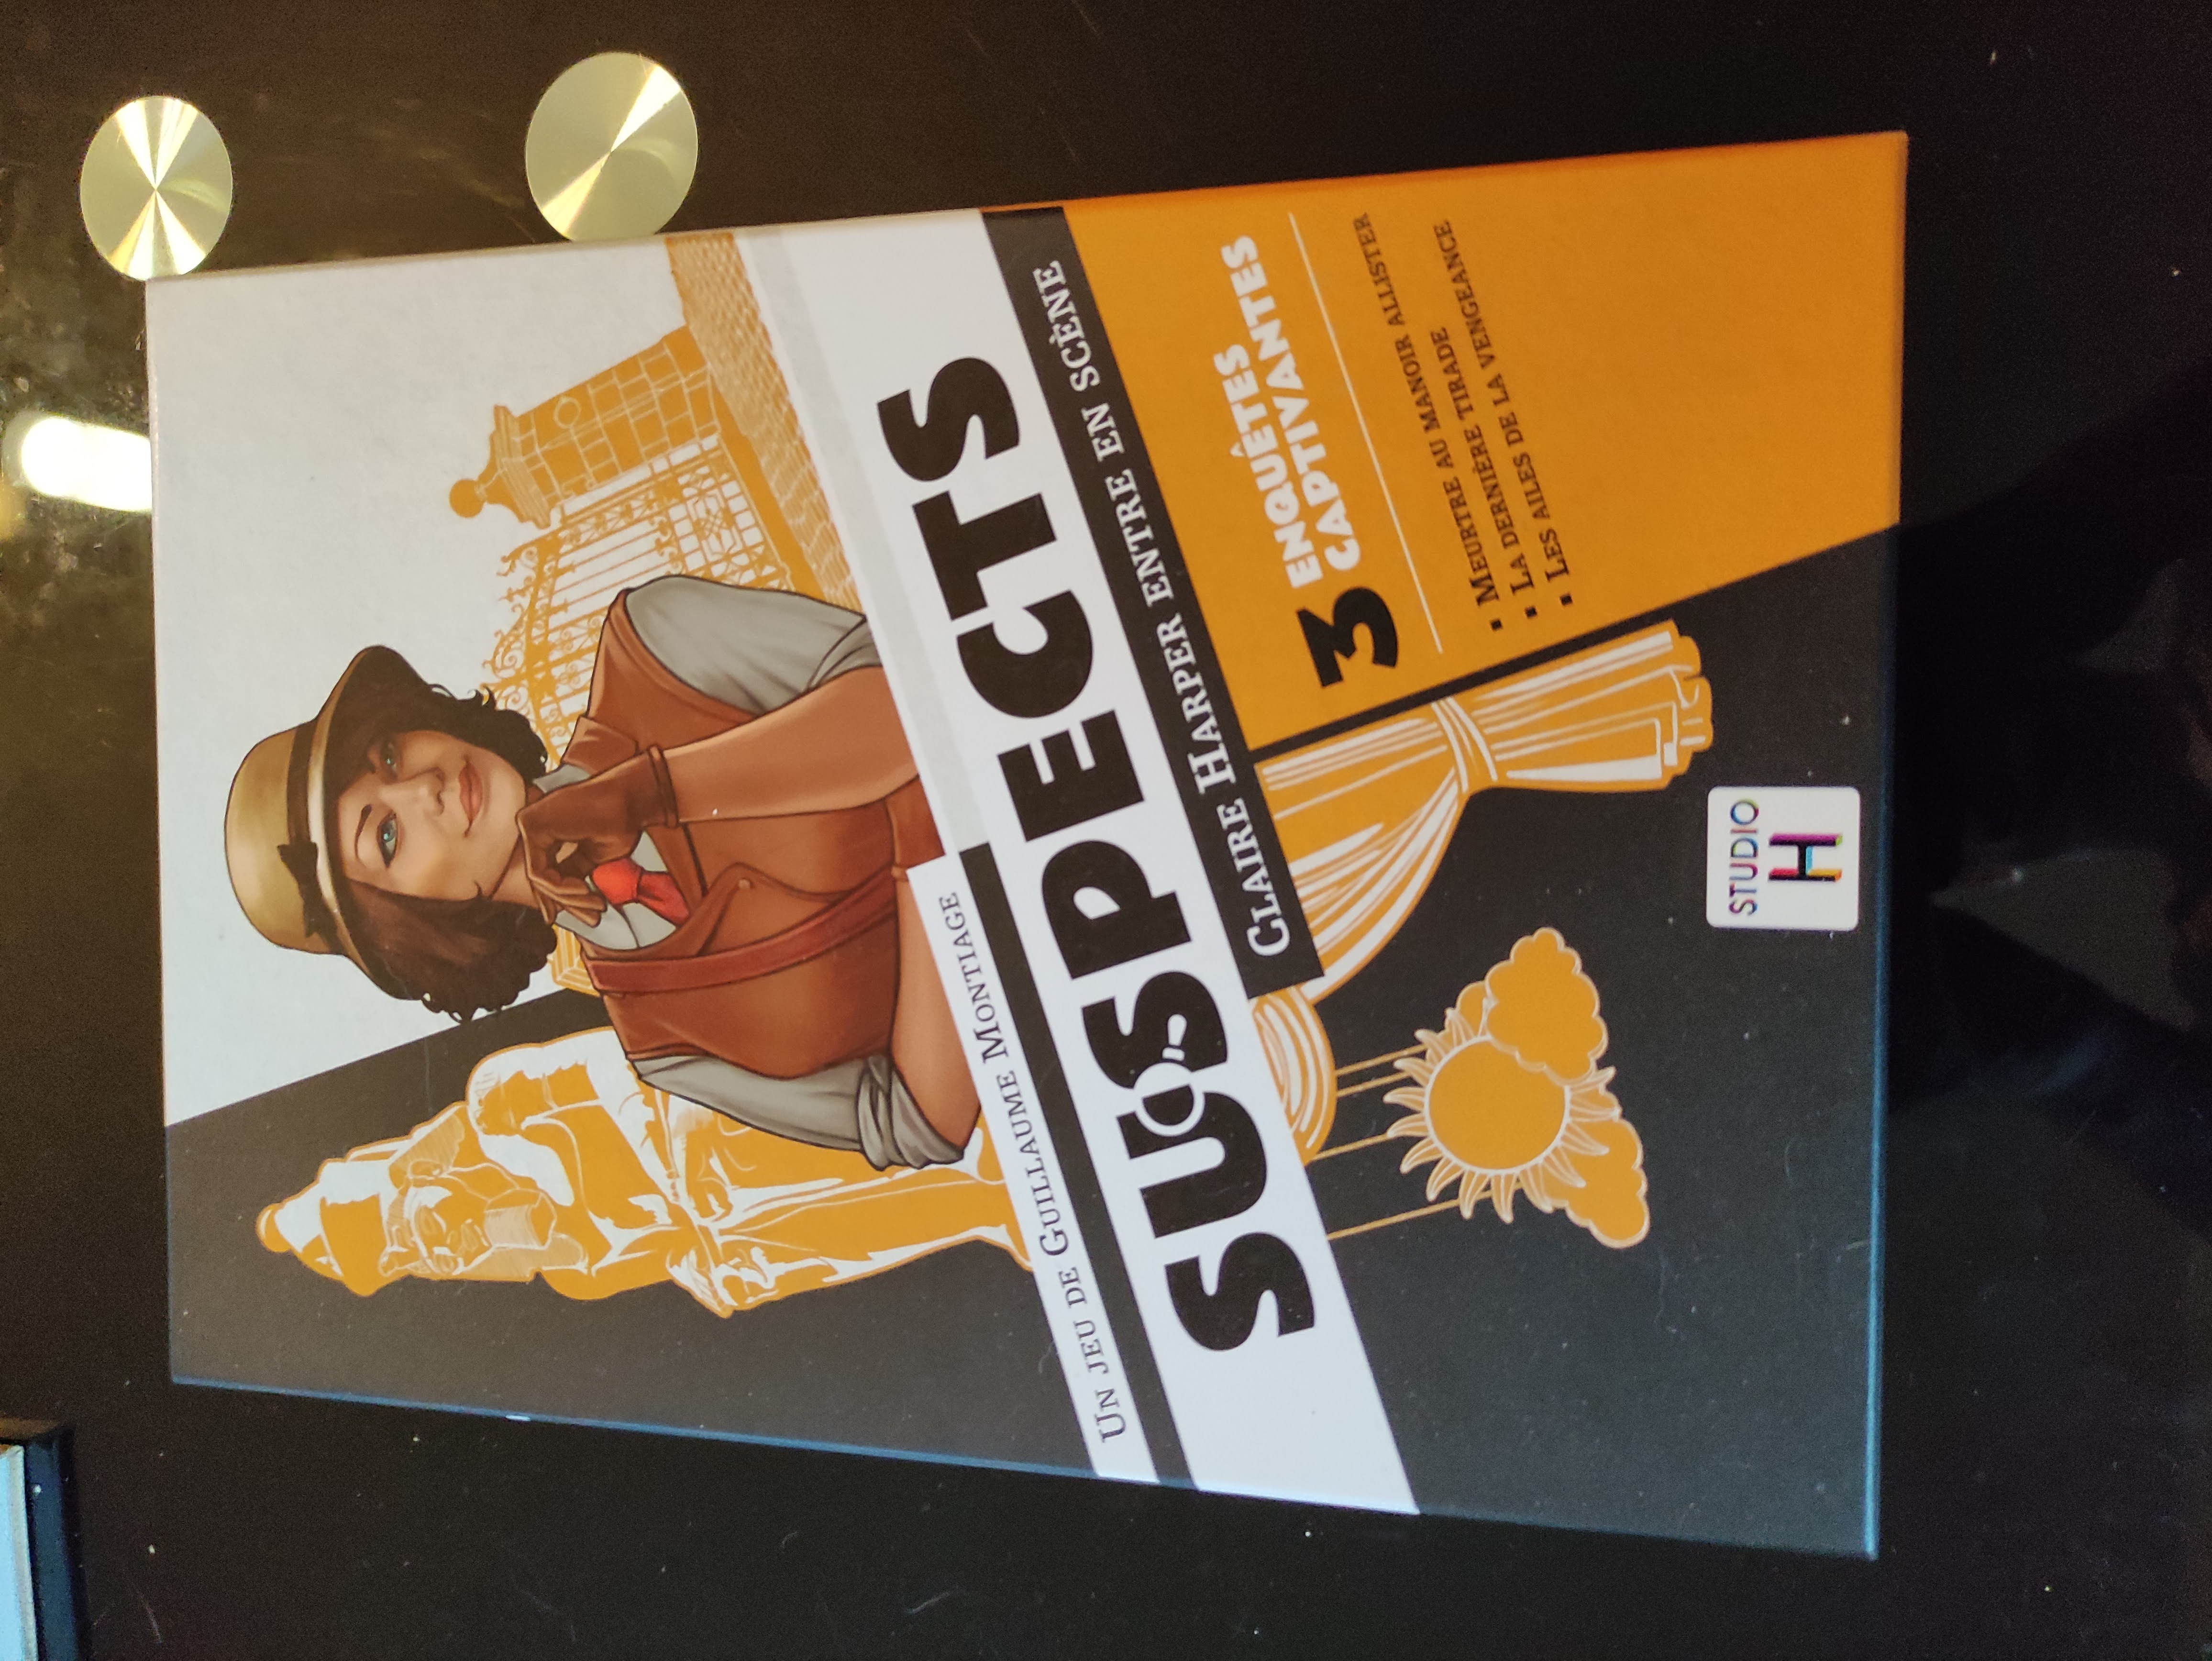 Un jeu de Guillaume Montiage
SUSPECTS
Claire Harper entre en scène
3 ENQUÊTES
CAPTIVANTES
▪ Meurtre au manoir Allister
▪ La dernière tirade
▪ Les ailes de la vengeance
STUDIO
H